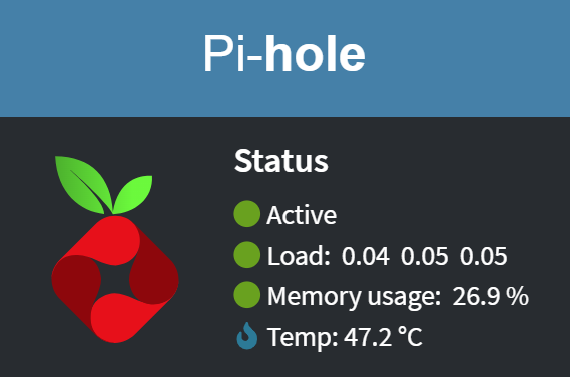 Pi-hole
Status
Active
Load: 0.04 0.05 0.05
Memory usage: 26.9 %
Temp: 47.2 °C